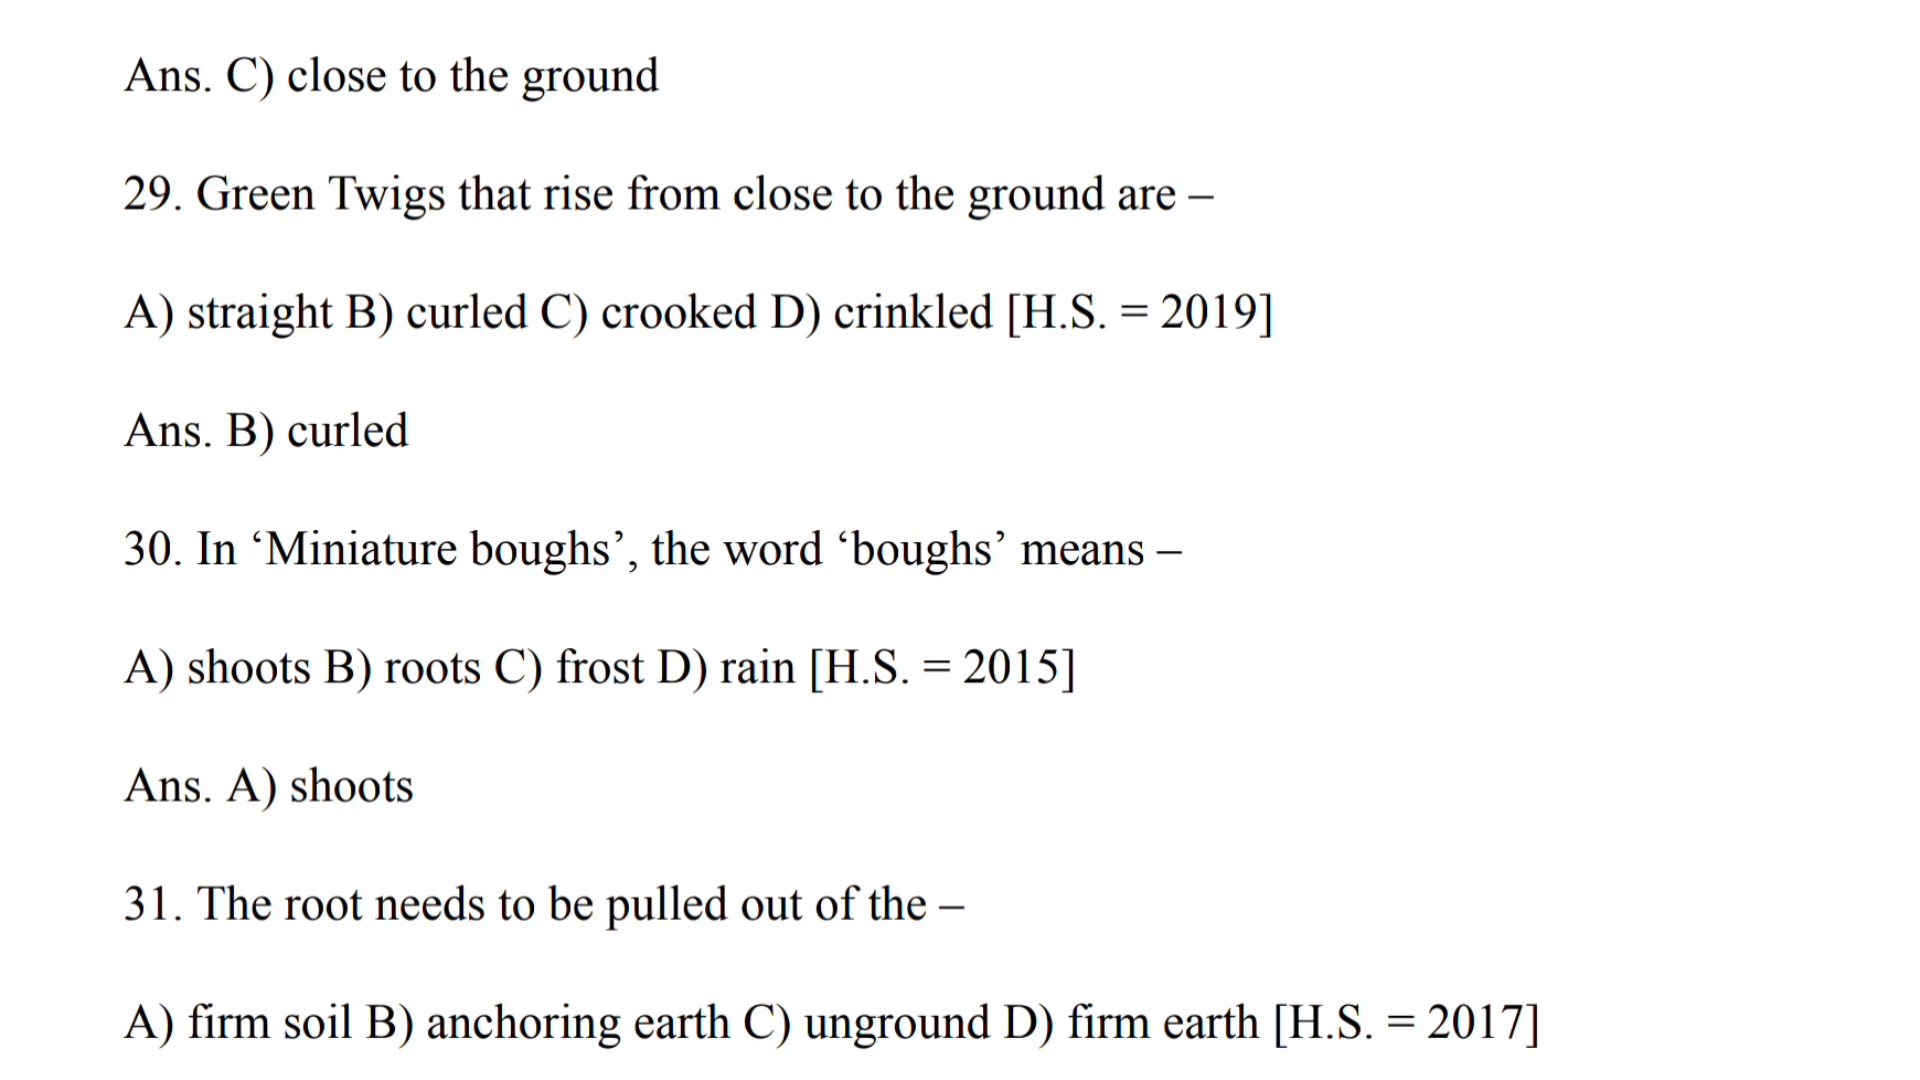 Ans. C) close to the ground
29. Green Twigs that rise from close to the ground are –
A) straight B) curled C) crooked D) crinkled [H.S. = 2019]
Ans. B) curled
30. In ‘Miniature boughs’, the word ‘boughs’ means –
A) shoots B) roots C) frost D) rain [H.S. = 2015]
Ans. A) shoots
31. The root needs to be pulled out of the –
A) firm soil B) anchoring earth C) unground D) firm earth [H.S. = 2017]